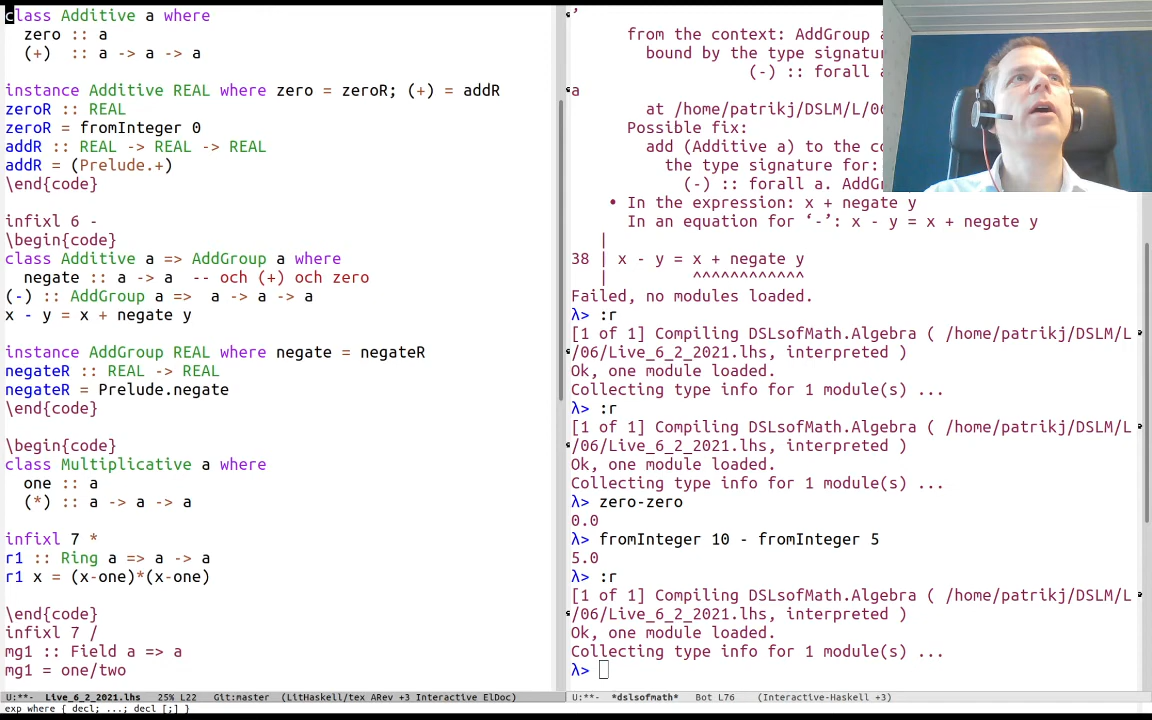 class Additive a where
  zero :: a
  (+)  :: a -> a -> a

instance Additive REAL where zero = zeroR; (+) = addR
zeroR :: REAL
zeroR = fromInteger 0
addR :: REAL -> REAL -> REAL
addR = (Prelude.+)
\end{code}

infixl 6 -
\begin{code}
class Additive a => AddGroup a where
  negate :: a -> a  -- och (+) och zero
(-) :: AddGroup a =>  a -> a -> a
x - y = x + negate y

instance AddGroup REAL where negate = negateR
negateR :: REAL -> REAL
negateR = Prelude.negate
\end{code}

\begin{code}
class Multiplicative a where
  one :: a
  (*) :: a -> a -> a

infixl 7 *
r1 :: Ring a => a -> a
r1 x = (x-one)*(x-one)

\end{code}
infixl 7 /
mg1 :: Field a => a
mg1 = one/two
U:**-  Live_6_2_2021.lhs   25% L22   Git:master  (LitHaskell/tex ARev +3 Interactive ElDoc)
exp where { decl; ...; decl [;] }
’
      from the context: AddGroup a
        bound by the type signature
                   (-) :: forall a
a
        at /home/patrikj/DSLM/L/06
      Possible fix:
        add (Additive a) to the co
          the type signature for:
            (-) :: forall a. AddG
    • In the expression: x + negate y
      In an equation for ‘-’: x - y = x + negate y
   |
38 | x - y = x + negate y
   |         ^^^^^^^^^^^^
Failed, no modules loaded.
λ> :r
[1 of 1] Compiling DSLsofMath.Algebra ( /home/patrikj/DSLM/L
/06/Live_6_2_2021.lhs, interpreted )
Ok, one module loaded.
Collecting type info for 1 module(s) ...
λ> :r
[1 of 1] Compiling DSLsofMath.Algebra ( /home/patrikj/DSLM/L
/06/Live_6_2_2021.lhs, interpreted )
Ok, one module loaded.
Collecting type info for 1 module(s) ...
λ> zero-zero
0.0
λ> fromInteger 10 - fromInteger 5
5.0
λ> :r
[1 of 1] Compiling DSLsofMath.Algebra ( /home/patrikj/DSLM/L
/06/Live_6_2_2021.lhs, interpreted )
Ok, one module loaded.
Collecting type info for 1 module(s) ...
λ>
U:**-  *dslsofmath*   Bot L76    (Interactive-Haskell +3)